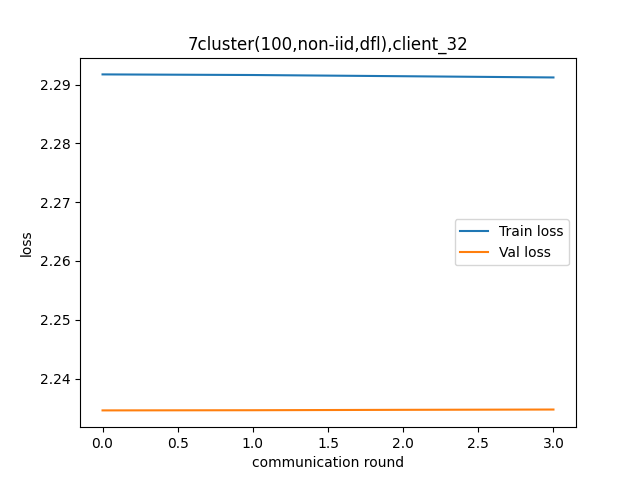 7cluster(100,non-iid,dfl),client_32
2.29
2.28
2.27
2.26
2.25
2.24
loss
Train loss
Val loss
0.0 0.5 1.0 1.5 2.0 2.5 3.0
communication round